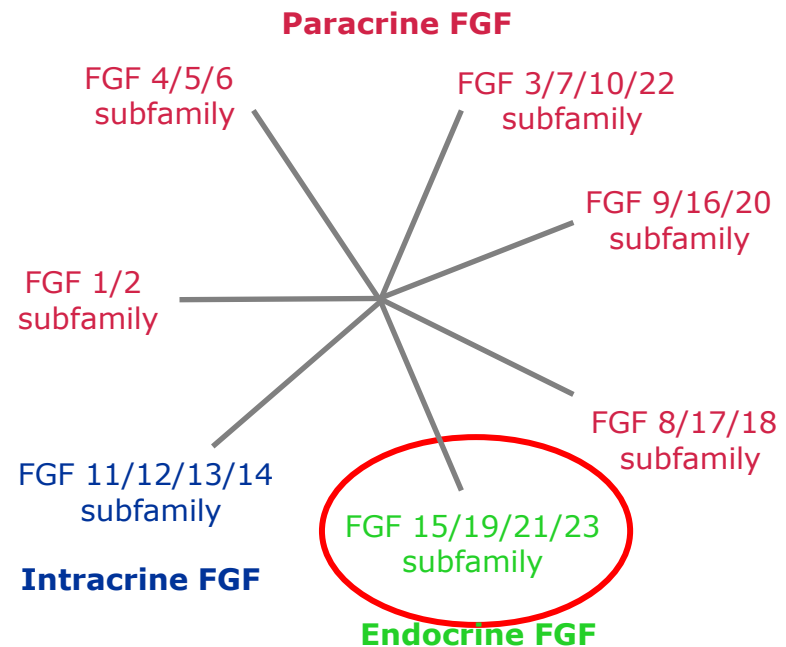 Paracrine FGF
FGF 4/5/6
subfamily
FGF 3/7/10/22
subfamily
FGF 9/16/20
subfamily
FGF 1/2
subfamily
FGF 8/17/18
subfamily
FGF 11/12/13/14
subfamily
FGF 15/19/21/23
subfamily
Intracrine FGF
Endocrine FGF